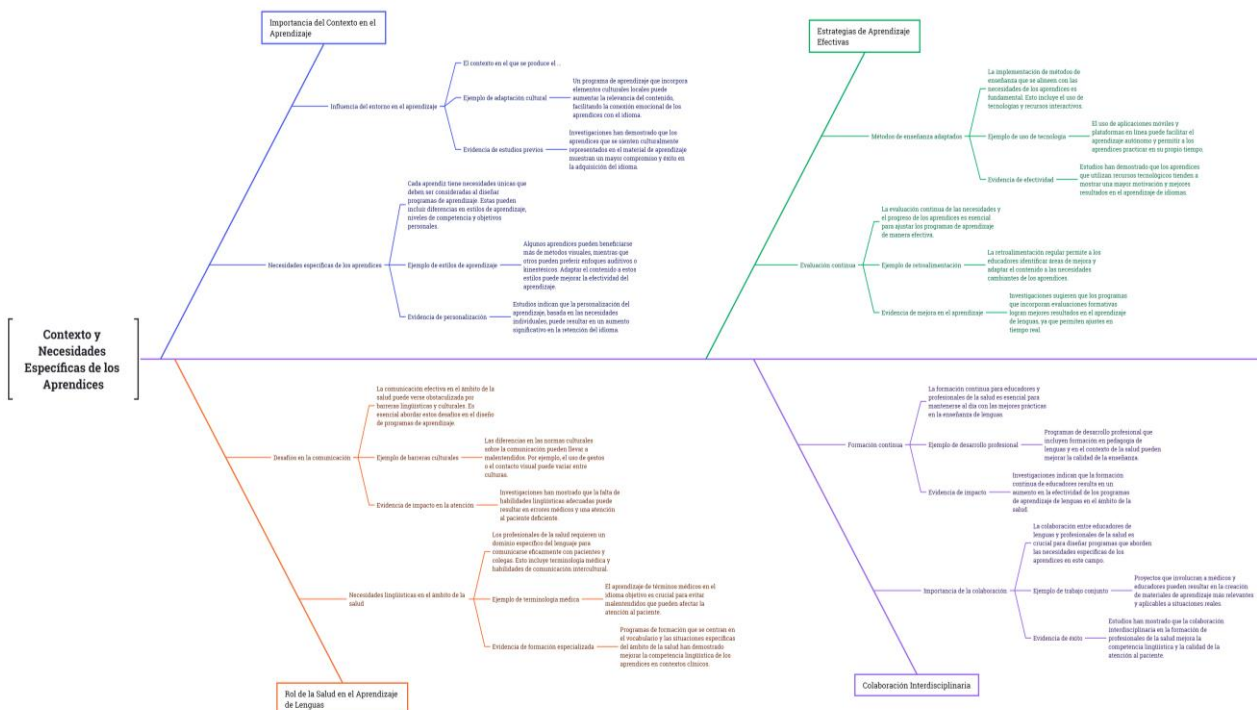 Contexto y
Necesidades
Específicas de los
Aprendices
Importancia del Contexto en el
Aprendizaje
Influencia del entorno en el aprendizaje
El contexto en el que se produce el ...
Ejemplo de adaptación cultural
Un programa de aprendizaje que incorpora
elementos culturales locales puede
aumentar la relevancia del contenido,
facilitando la conexión emocional de los
aprendices con el idioma.
Evidencia de estudios previos
Investigaciones han demostrado que los
aprendices que se sienten culturalmente
representados en el material de aprendizaje
muestran un mayor compromiso y éxito en
la adquisición del idioma.
Necesidades específicas de los aprendices
Cada aprendiz tiene necesidades únicas que
deben ser consideradas al diseñar
programas de aprendizaje. Estas pueden
incluir diferencias en estilos de aprendizaje,
niveles de competencia y objetivos
personales.
Ejemplo de estilos de aprendizaje
Algunos aprendices pueden beneficiarse
más de métodos visuales, mientras que
otros pueden preferir enfoques auditivos o
kinestésicos. Adaptar el contenido a estos
estilos puede mejorar la efectividad del
aprendizaje.
Evidencia de personalización
Estudios indican que la personalización del
aprendizaje, basada en las necesidades
individuales, puede resultar en un aumento
significativo en la retención del idioma.
Estrategias de Aprendizaje
Efectivas
Métodos de enseñanza adaptados
La implementación de métodos de
enseñanza que se alineen con las
necesidades de los aprendices es
fundamental. Esto incluye el uso de
tecnologías y recursos interactivos.
Ejemplo de uso de tecnología
El uso de aplicaciones móviles y
plataformas en línea puede facilitar el
aprendizaje autónomo y permitir a los
aprendices practicar en su propio tiempo.
Evidencia de efectividad
Estudios han demostrado que los aprendices
que utilizan recursos tecnológicos tienden a
mostrar una mayor motivación y mejores
resultados en el aprendizaje de idiomas.
Evaluación continua
La evaluación continua de las necesidades y
el progreso de los aprendices es esencial
para ajustar los programas de aprendizaje
de manera efectiva.
Ejemplo de retroalimentación
La retroalimentación regular permite a los
educadores identificar áreas de mejora y
adaptar el contenido a las necesidades
cambiantes de los aprendices.
Evidencia de mejora en el aprendizaje
Investigaciones sugieren que los programas
que incorporan evaluaciones formativas
logran mejores resultados en el aprendizaje
de lenguas, ya que permiten ajustes en
tiempo real.
Desafíos en la comunicación
La comunicación efectiva en el ámbito de la
salud puede verse obstaculizada por
barreras lingüísticas y culturales. Es
esencial abordar estos desafíos en el diseño
de programas de aprendizaje.
Ejemplo de barreras culturales
Las diferencias en las normas culturales
sobre la comunicación pueden llevar a
malentendidos. Por ejemplo, el uso de gestos
o el contacto visual puede variar entre
culturas.
Evidencia de impacto en la atención
Investigaciones han mostrado que la falta de
habilidades lingüísticas adecuadas puede
resultar en errores médicos y una atención
al paciente deficiente.
Necesidades lingüísticas en el ámbito de la
salud
Los profesionales de la salud requieren un
dominio específico del lenguaje para
comunicarse eficazmente con pacientes y
colegas. Esto incluye terminología médica y
habilidades de comunicación intercultural.
Ejemplo de terminología médica
El aprendizaje de términos médicos en el
idioma objetivo es crucial para evitar
malentendidos que pueden afectar la
atención al paciente.
Evidencia de formación especializada
Programas de formación que se centran en
el vocabulario y las situaciones específicas
del ámbito de la salud han demostrado
mejorar la competencia lingüística de los
aprendices en contextos clínicos.
Rol de la Salud en el Aprendizaje
de Lenguas
Formación continua
La formación continua para educadores y
profesionales de la salud es esencial para
mantenerse al día con las mejores prácticas
en la enseñanza de lenguas.
Ejemplo de desarrollo profesional
Programas de desarrollo profesional que
incluyen formación en pedagogía de
lenguas y en el contexto de la salud pueden
mejorar la calidad de la enseñanza.
Evidencia de impacto
Investigaciones indican que la formación
continua de educadores resulta en un
aumento en la efectividad de los programas
de aprendizaje de lenguas en el ámbito de la
salud.
Importancia de la colaboración
La colaboración entre educadores de
lenguas y profesionales de la salud es
crucial para diseñar programas que aborden
las necesidades específicas de los
aprendices en este campo.
Ejemplo de trabajo conjunto
Proyectos que involucran a médicos y
educadores pueden resultar en la creación
de materiales de aprendizaje más relevantes
y aplicables a situaciones reales.
Evidencia de éxito
Estudios han mostrado que la colaboración
interdisciplinaria en la formación de
profesionales de la salud mejora la
competencia lingüística y la calidad de la
atención al paciente.
Colaboración Interdisciplinaria